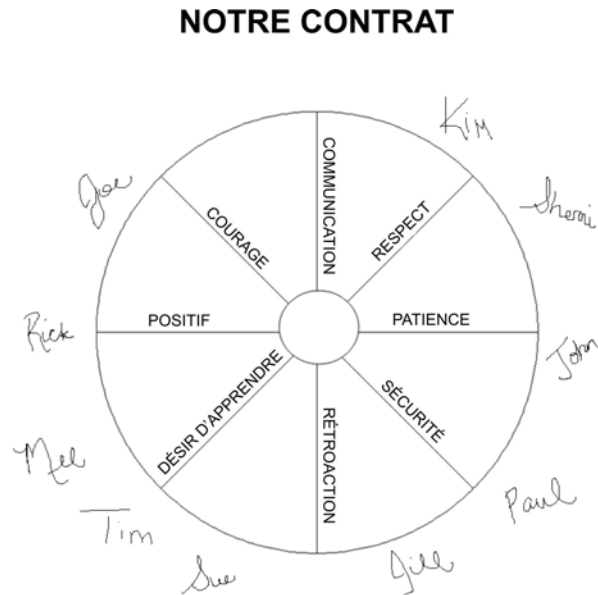 NOTRE CONTRAT
Kim
Joe
Sherri
COMMUNICATION
COURAGE
RESPECT
POSITIF
PATIENCE
Rick
John
DÉSIR D'APPRENDRE
RÉTROACTION
SÉCURITÉ
Mel
Paul
Tim
Sue
Jill